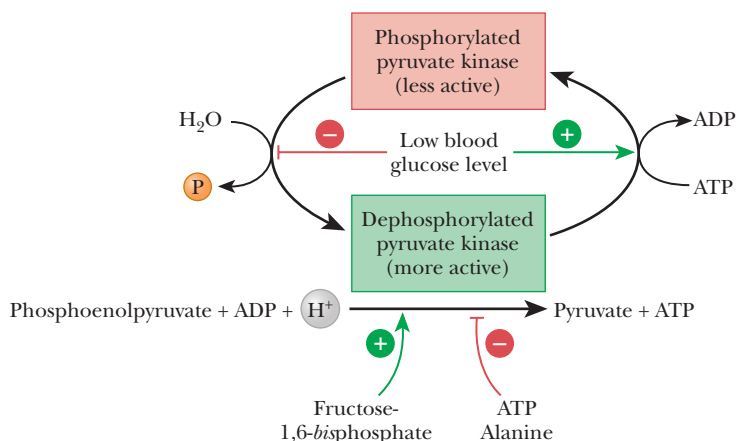 Phosphorylated
pyruvate kinase
(less active)
H₂O
−
Low blood
glucose level
+
ADP
P
ATP
Dephosphorylated
pyruvate kinase
(more active)
Phosphoenolpyruvate + ADP + H⁺
Pyruvate + ATP
+
−
Fructose-
1,6-bisphosphate
ATP
Alanine